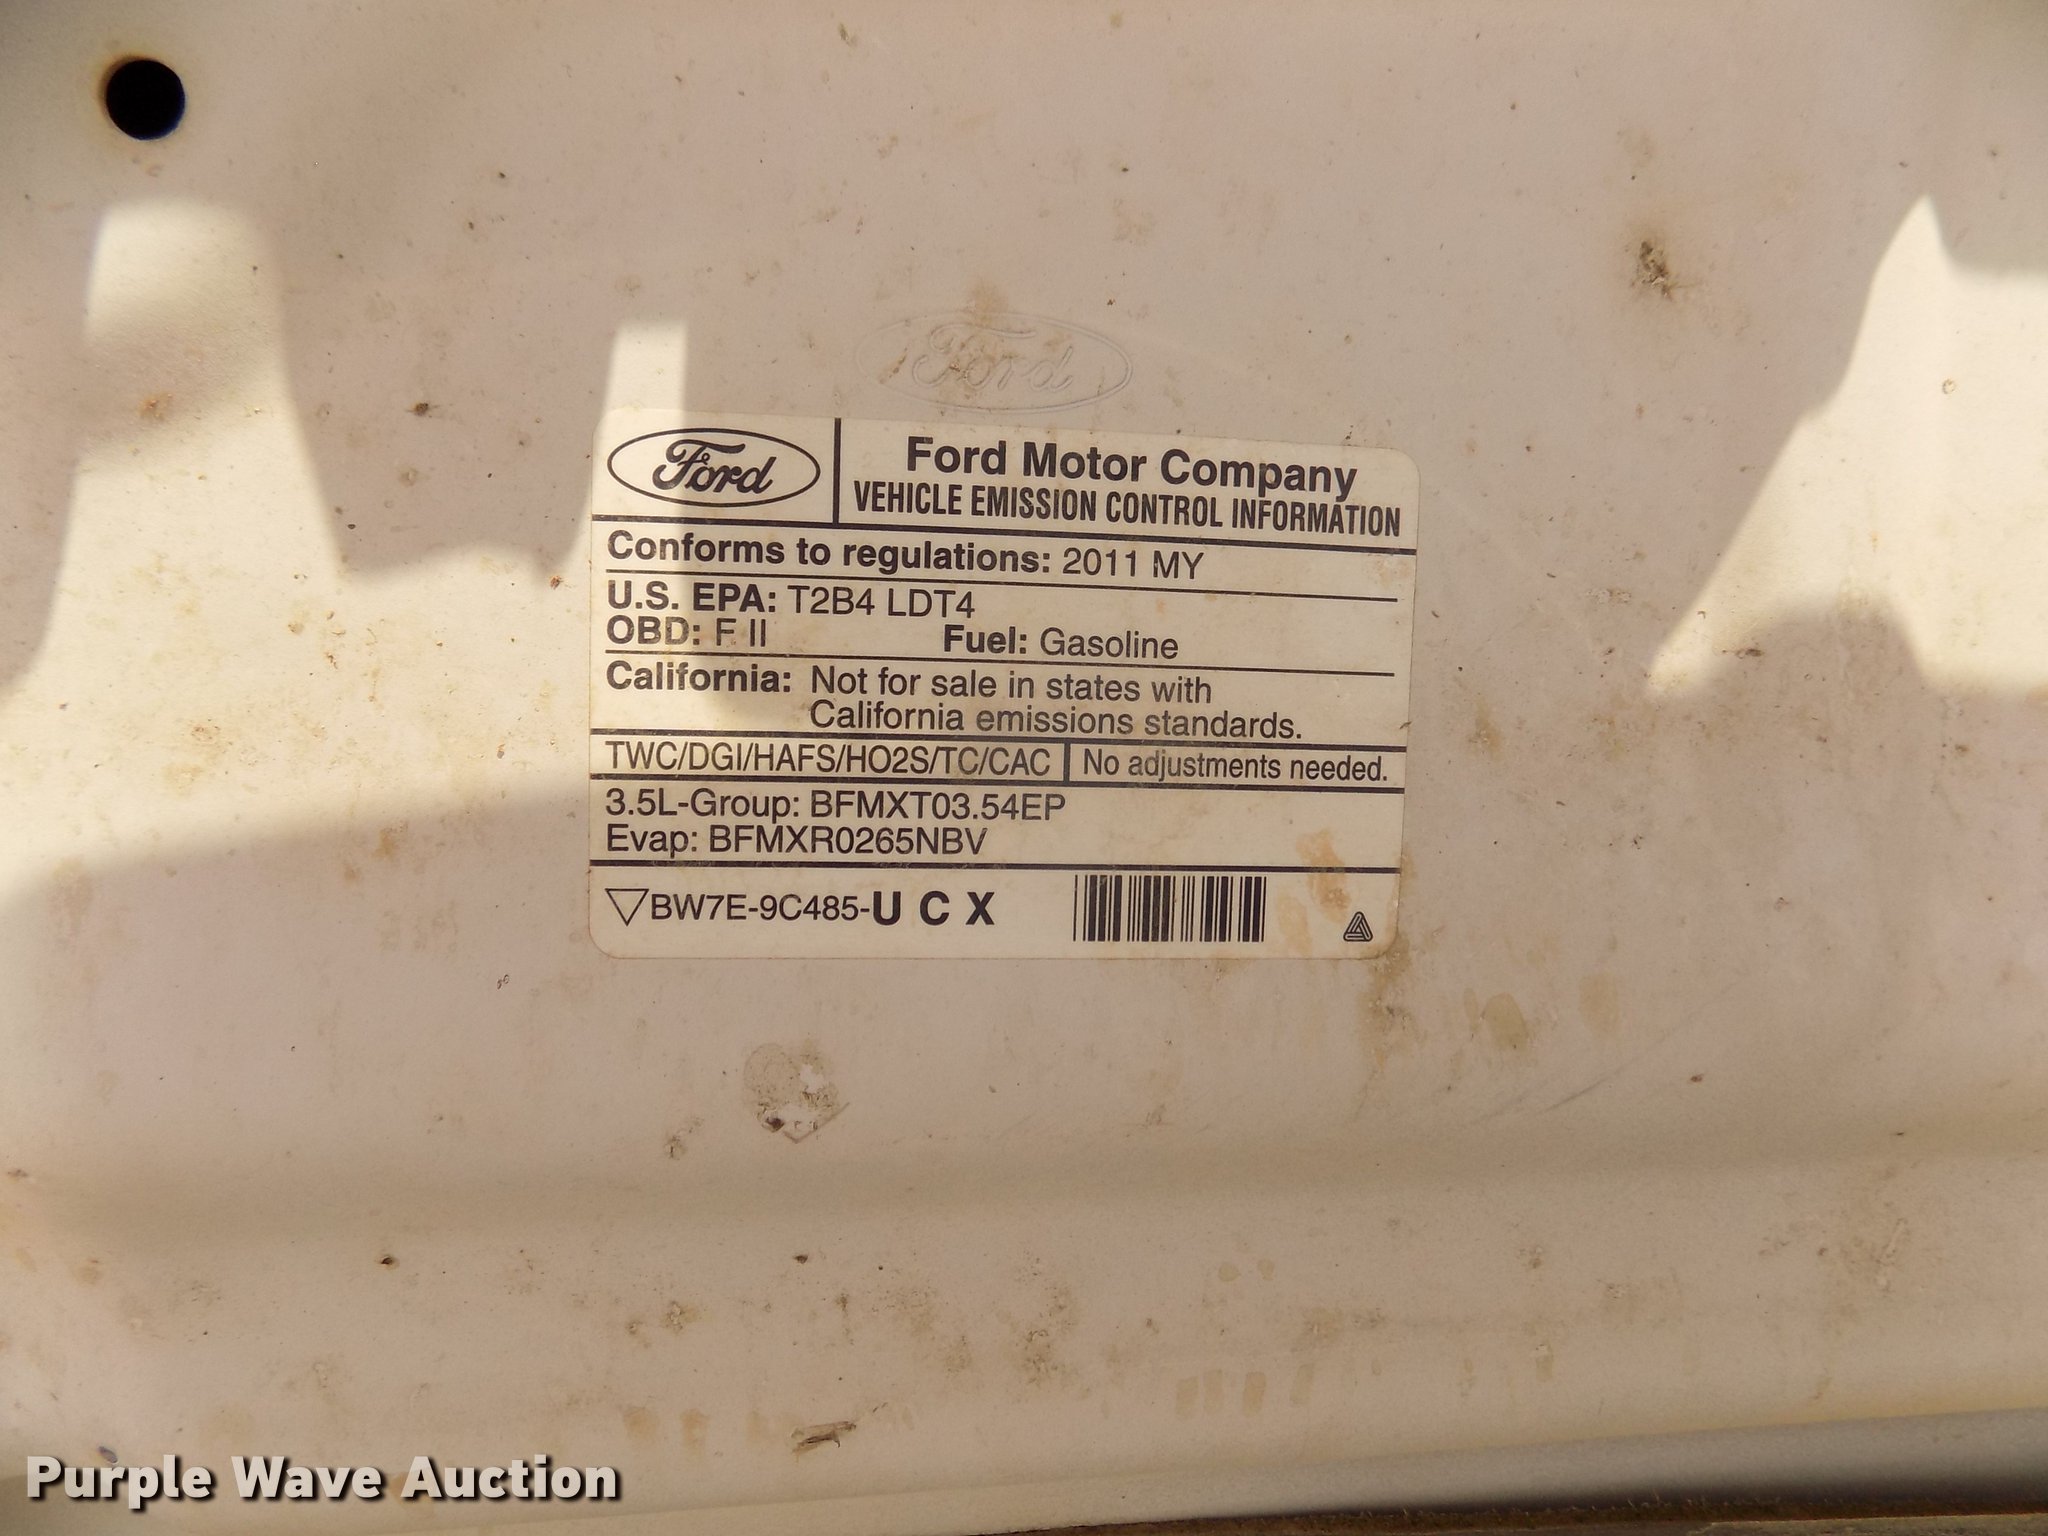 Ford
Ford
Ford Motor Company
VEHICLE EMISSION CONTROL INFORMATION
Conforms to regulations: 2011 MY
U.S. EPA: T2B4 LDT4
OBD: F II Fuel: Gasoline
California: Not for sale in states with
California emissions standards.
TWC/DGI/HAFS/HO2S/TC/CAC No adjustments needed.
3.5L-Group: BFMXT03.54EP
Evap: BFMXR0265NBV
BW7E-9C485-U C X
Purple Wave Auction